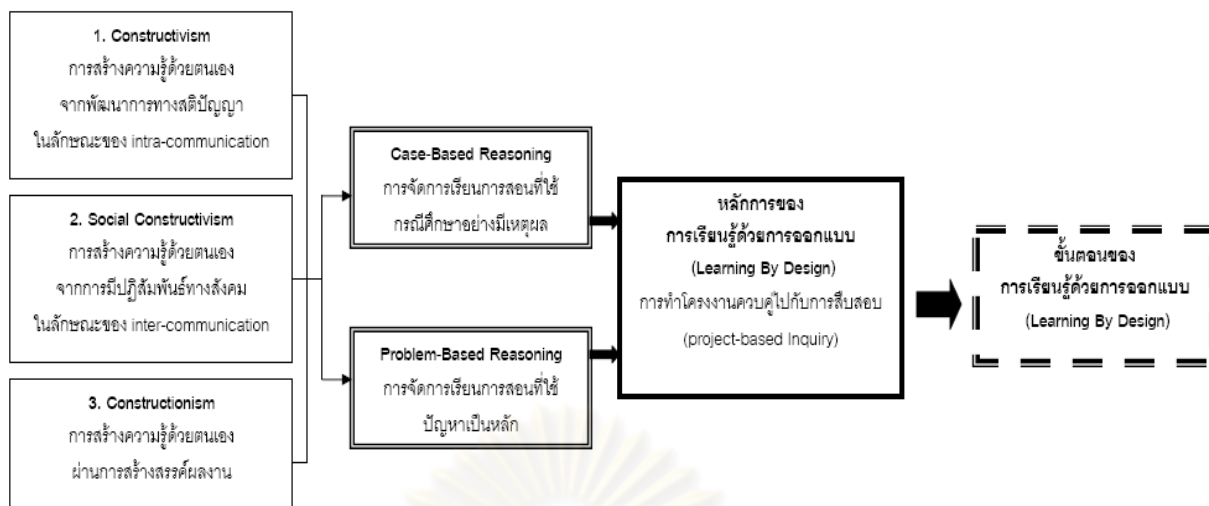 1. Constructivism
การสร้างความรู้ด้วยตนเอง
จากพัฒนาการทางสติปัญญา
ในลักษณะของ intra-communication
2. Social Constructivism
การสร้างความรู้ด้วยตนเอง
จากการมีปฏิสัมพันธ์ทางสังคม
ในลักษณะของ inter-communication
3. Constructionism
การสร้างความรู้ด้วยตนเอง
ผ่านการสร้างสรรค์ผลงาน
Case-Based Reasoning
การจัดการเรียนการสอนที่ใช้
กรณีศึกษาอย่างมีเหตุผล
Problem-Based Reasoning
การจัดการเรียนการสอนที่ใช้
ปัญหาเป็นหลัก
หลักการของ
การเรียนรู้ด้วยการออกแบบ
(Learning By Design)
การทำโครงงานควบคู่ไปกับการสืบสอบ
(project-based Inquiry)
ขั้นตอนของ
การเรียนรู้ด้วยการออกแบบ
(Learning By Design)